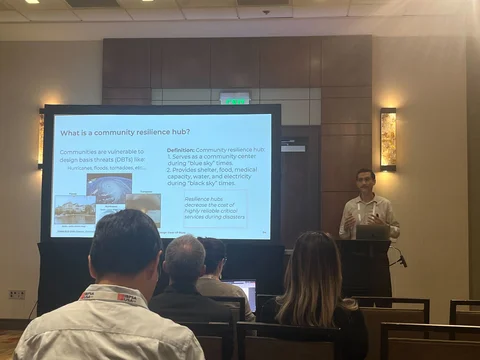 What is a community resilience hub?
Communities are vulnerable to
design basis threats (DBTs) like:
Hurricanes, floods, tornadoes, etc...
Definition: Community resilience hub:
1. Serves as a community center
during "blue sky" times.
2. Provides shelter, food, medical
capacity, water, and electricity
during "black sky" times.
Resilience hubs
decrease the cost of
highly reliable critical
services during disasters